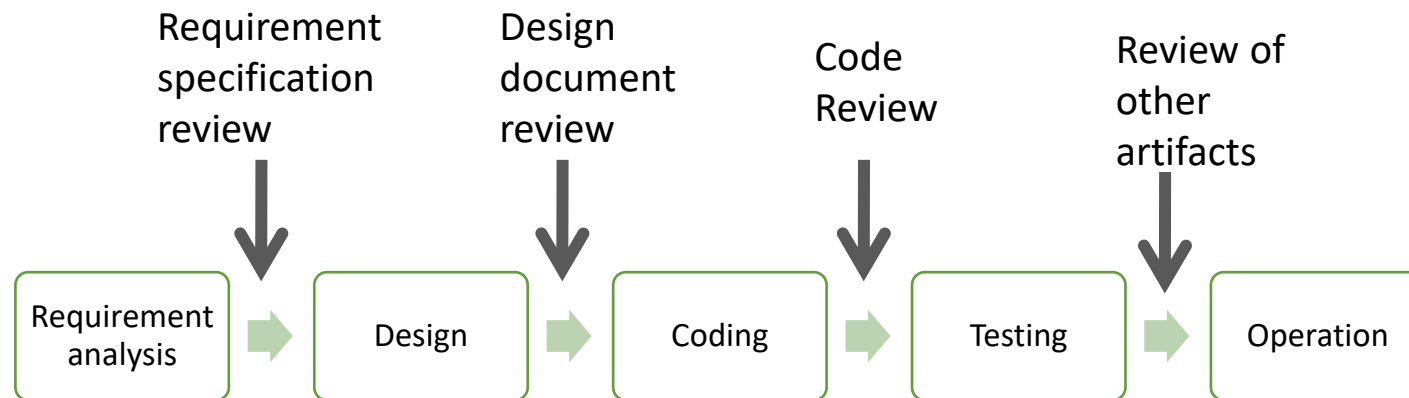 Requirement
specification
review
Design
document
review
Code
Review
Review of
other
artifacts
Requirement
analysis
Design
Coding
Testing
Operation